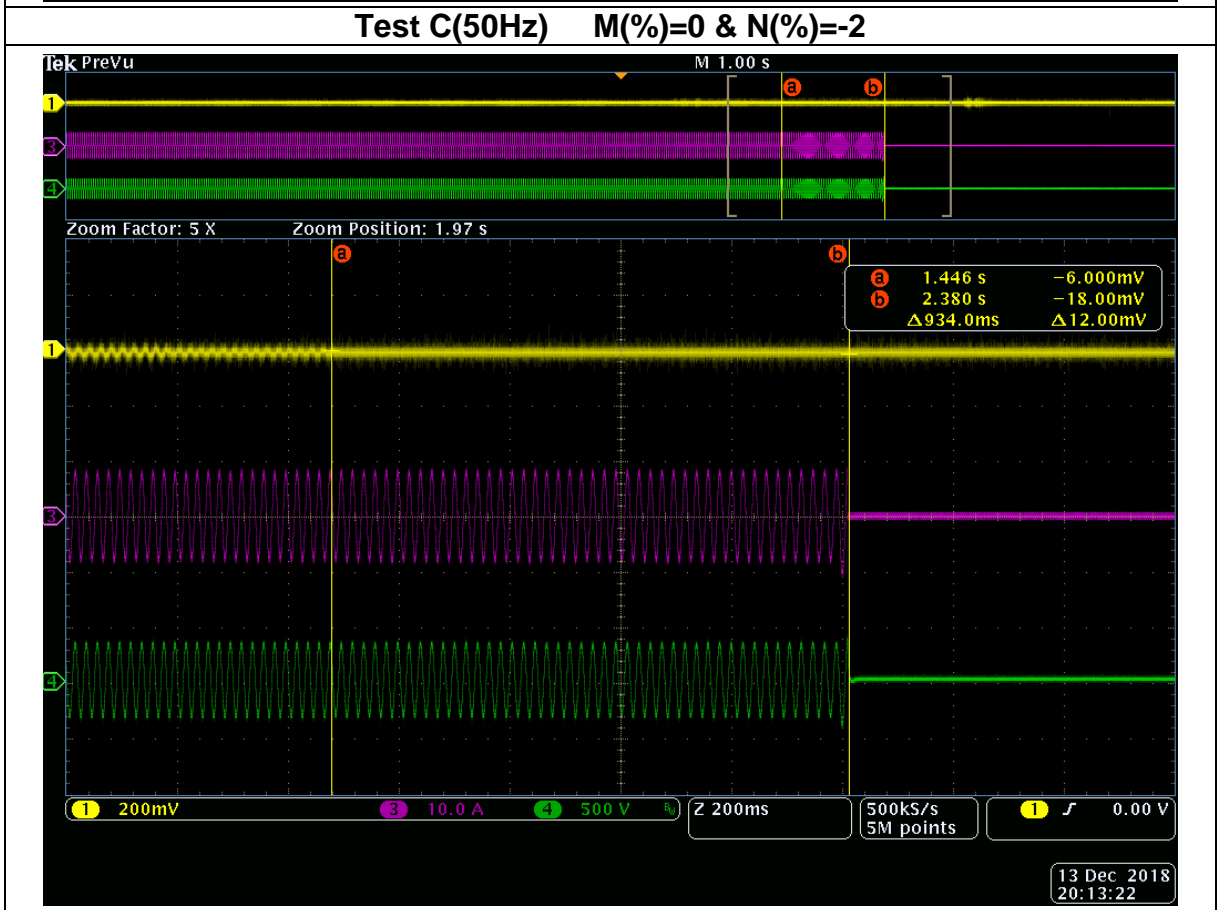 Test C(50Hz) M(%)=0 & N(%)=-2
Tek PreVu M 1.00 s
a b
1
3
4
Zoom Factor: 5 X Zoom Position: 1.97 s
a b
a 1.446 s −6.000mV
b 2.380 s −18.00mV
Δ934.0ms Δ12.00mV
1
3
4
1 200mV 3 10.0 A 4 500 V BW Z 200ms 500kS/s 1 0.00 V
5M points
13 Dec 2018
20:13:22